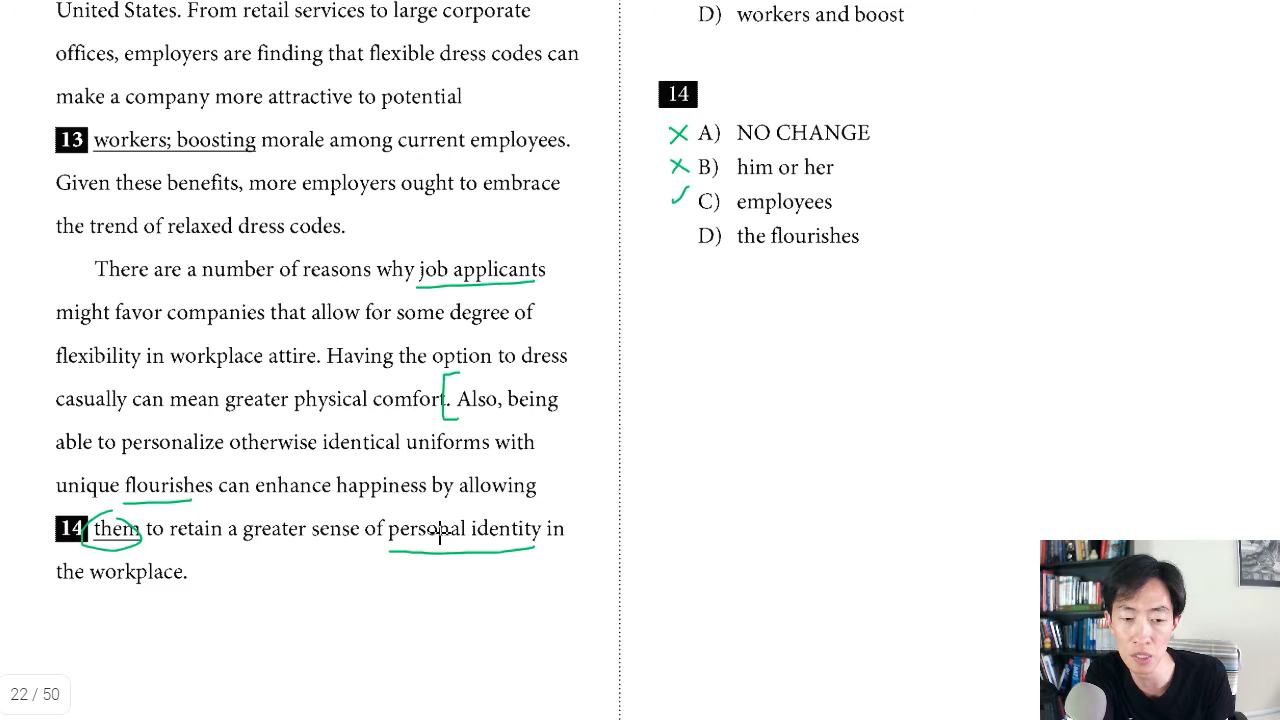 United States. From retail services to large corporate
offices, employers are finding that flexible dress codes can
make a company more attractive to potential
13 workers; boosting morale among current employees.
Given these benefits, more employers ought to embrace
the trend of relaxed dress codes.
There are a number of reasons why job applicants
might favor companies that allow for some degree of
flexibility in workplace attire. Having the option to dress
casually can mean greater physical comfort. Also, being
able to personalize otherwise identical uniforms with
unique flourishes can enhance happiness by allowing
14 them to retain a greater sense of personal identity in
the workplace.
D) workers and boost
14
A) NO CHANGE
B) him or her
C) employees
D) the flourishes
22 / 50